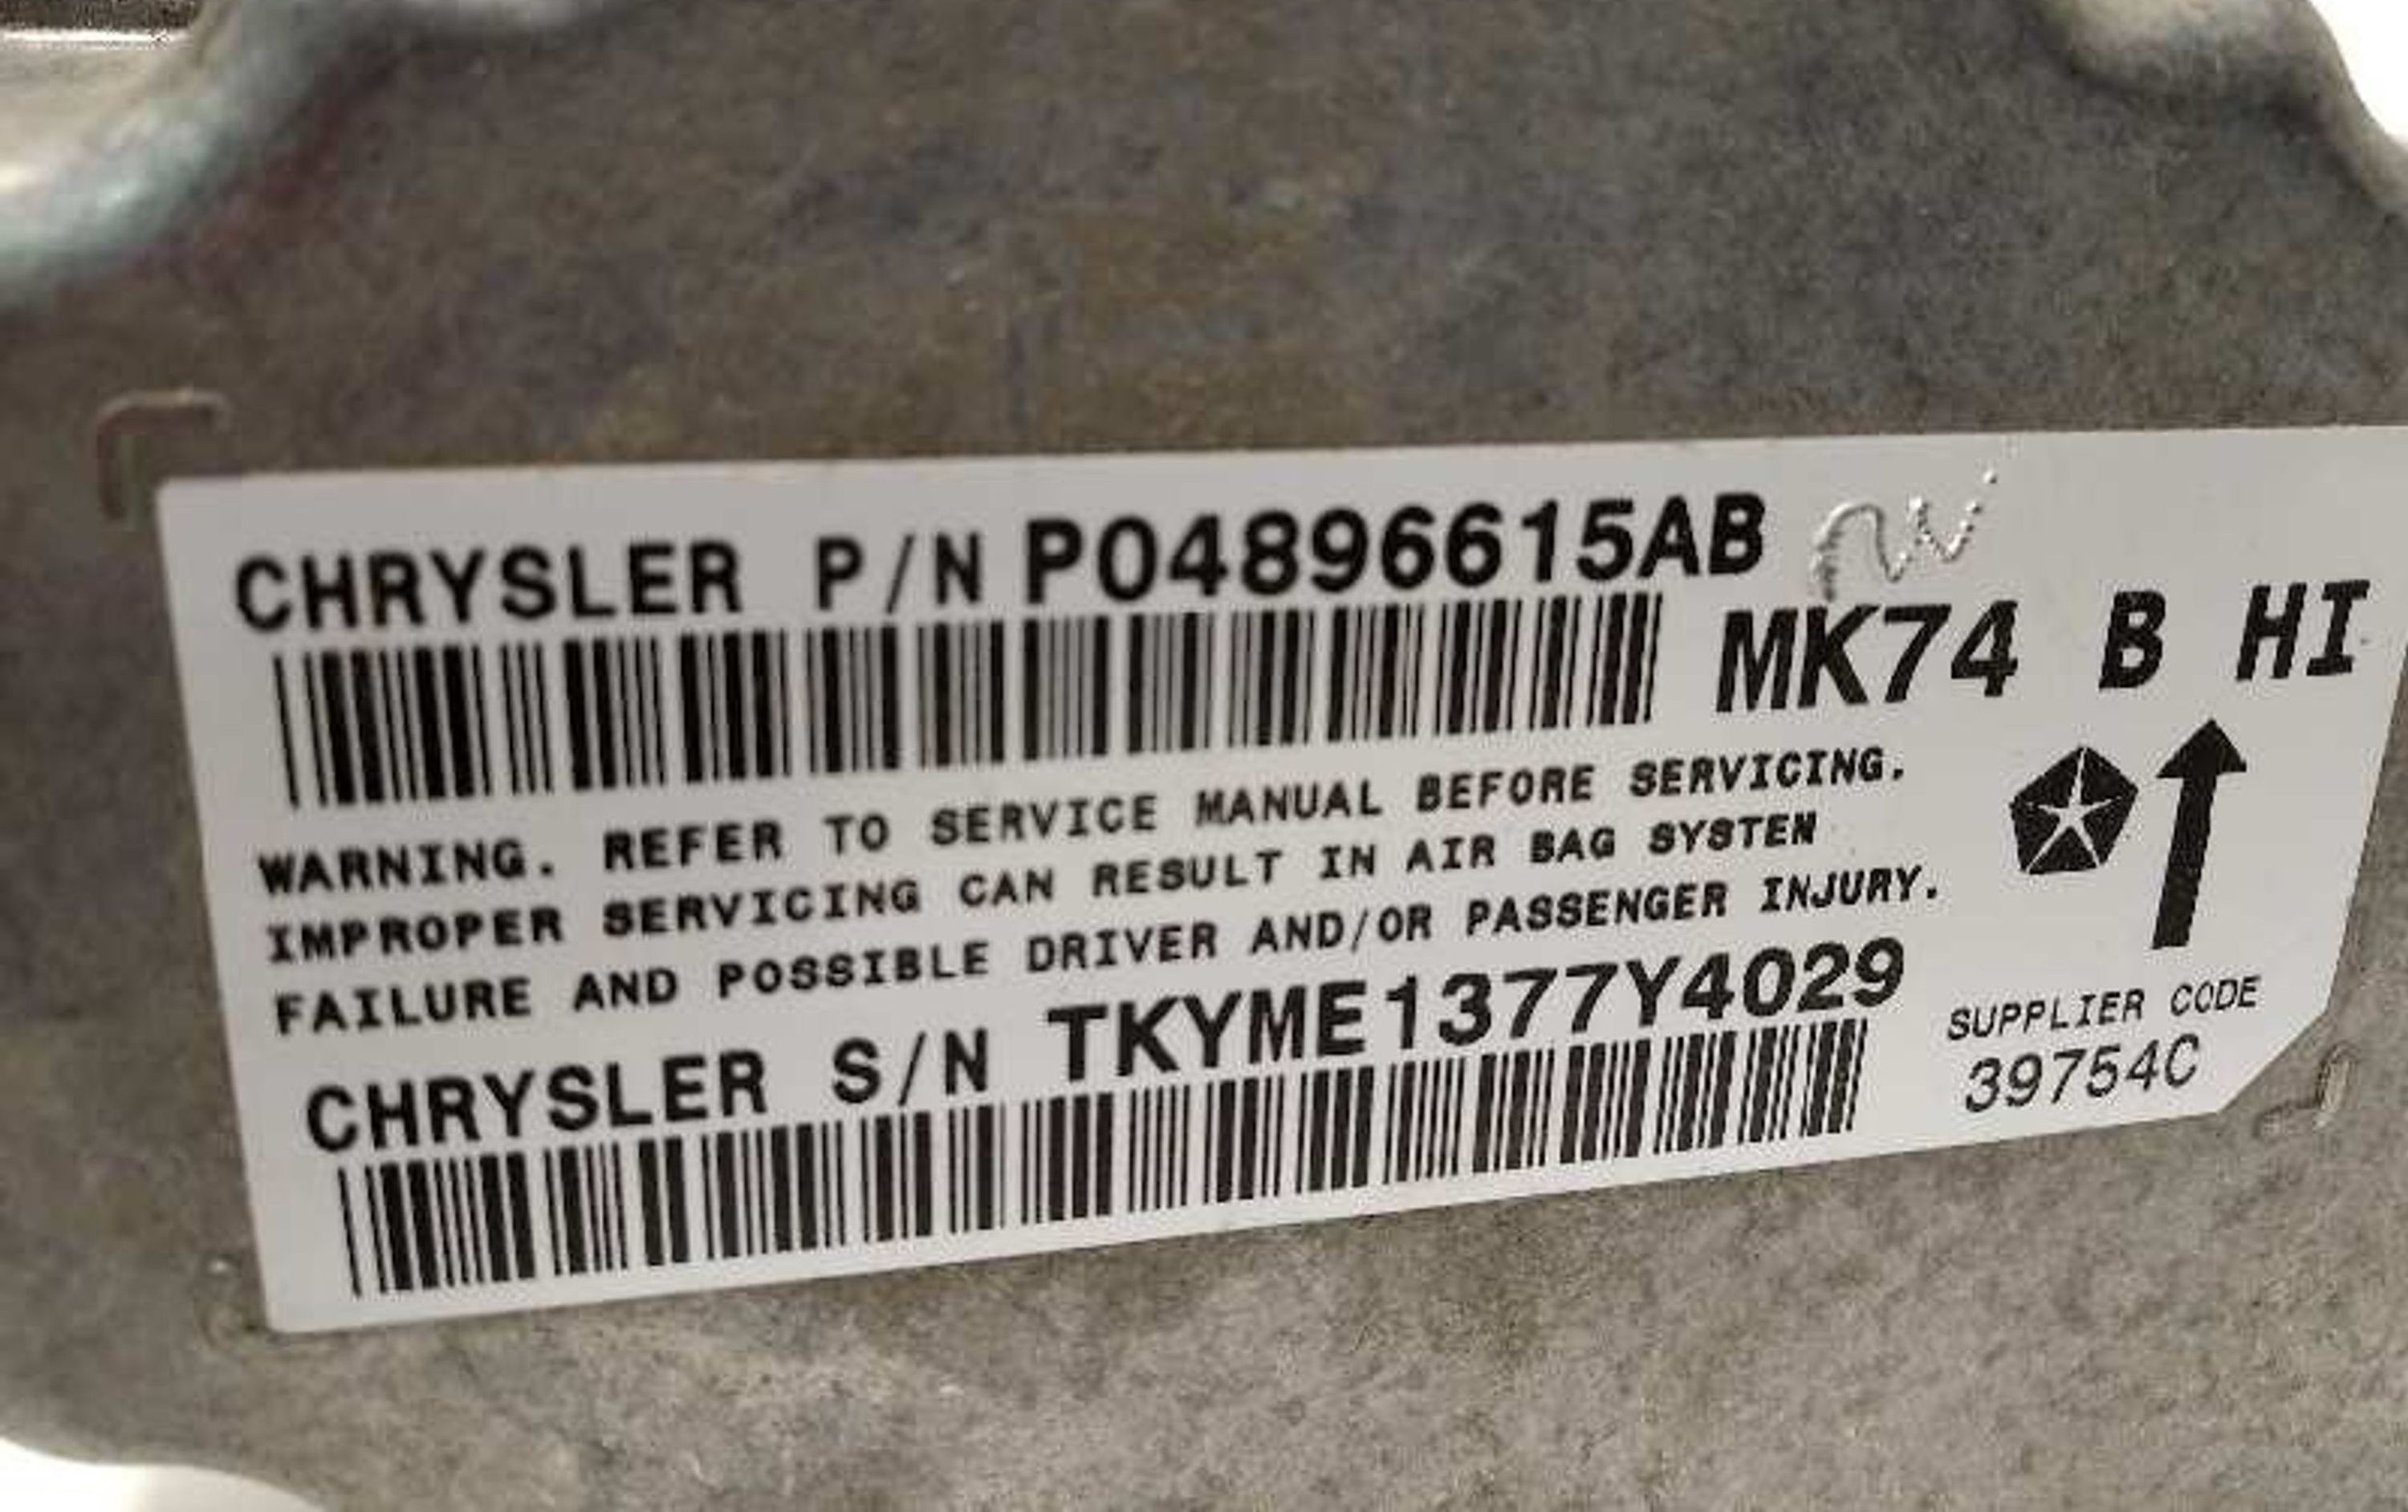 CHRYSLER P/N P04896615AB
MK74 B HI
WARNING. REFER TO SERVICE MANUAL BEFORE SERVICING.
IMPROPER SERVICING CAN RESULT IN AIR BAG SYSTEM
FAILURE AND POSSIBLE DRIVER AND/OR PASSENGER INJURY.
CHRYSLER S/N TKYME1377Y4029
SUPPLIER CODE
39754C